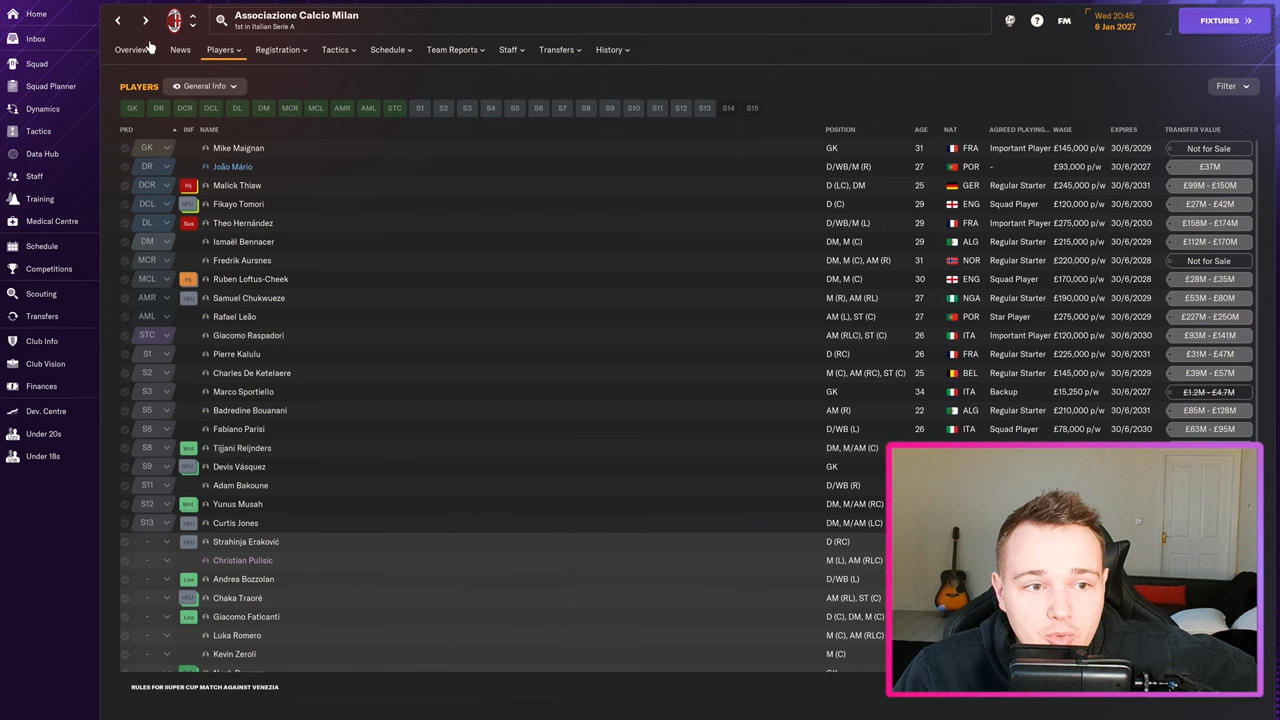 Home
Inbox
Squad
Squad Planner
Dynamics
Tactics
Data Hub
Staff
Training
Medical Centre
Schedule
Competitions
Scouting
Transfers
Club Info
Club Vision
Finances
Dev. Centre
Under 20s
Under 18s
Associazione Calcio Milan
1st in Italian Serie A
FM
Wed 20:45
6 Jan 2027
FIXTURES
Overview News Players Registration Tactics Schedule Team Reports Staff Transfers History
PLAYERS General Info Filter
GK DR DCR DCL DL DM MCR MCL AMR AML STC S1 S2 S3 S4 S5 S6 S7 S8 S9 S10 S11 S12 S13 S14 S15
PKD INF NAME POSITION AGE NAT AGREED PLAYING... WAGE EXPIRES TRANSFER VALUE
GK Mike Maignan GK 31 FRA Important Player £145,000 p/w 30/6/2029 Not for Sale
DR João Mário D/WB/M (R) 27 POR - £93,000 p/w 30/6/2027 £37M
DCR Inj Malick Thiaw D (LC), DM 25 GER Regular Starter £245,000 p/w 30/6/2031 £99M - £150M
DCL nEU Fikayo Tomori D (C) 29 ENG Squad Player £120,000 p/w 30/6/2030 £27M - £42M
DL Sus Theo Hernández D/WB/M (L) 29 FRA Important Player £275,000 p/w 30/6/2030 £158M - £174M
DM Ismaël Bennacer DM, M (C) 29 ALG Regular Starter £215,000 p/w 30/6/2029 £112M - £170M
MCR Fredrik Aursnes DM, M (C), AM (R) 31 NOR Regular Starter £220,000 p/w 30/6/2028 Not for Sale
MCL Inj Ruben Loftus-Cheek DM, M (C) 30 ENG Squad Player £170,000 p/w 30/6/2028 £28M - £35M
AMR nEU Samuel Chukwueze M (R), AM (RL) 27 NGA Regular Starter £190,000 p/w 30/6/2029 £53M - £80M
AML Rafael Leão AM (L), ST (C) 27 POR Star Player £275,000 p/w 30/6/2029 £227M - £250M
STC Giacomo Raspadori AM (RLC), ST (C) 26 ITA Important Player £120,000 p/w 30/6/2030 £93M - £141M
S1 Pierre Kalulu D (RC) 26 FRA Regular Starter £225,000 p/w 30/6/2031 £31M - £47M
S2 Charles De Ketelaere M (C), AM (RC), ST (C) 25 BEL Regular Starter £145,000 p/w 30/6/2029 £39M - £57M
S3 Marco Sportiello GK 34 ITA Backup £15,250 p/w 30/6/2027 £1.2M - £4.7M
S5 Badredine Bouanani AM (R) 22 ALG Regular Starter £210,000 p/w 30/6/2031 £85M - £128M
S6 Fabiano Parisi D/WB (L) 26 ITA Squad Player £78,000 p/w 30/6/2030 £63M - £95M
S8 Wnt Tijjani Reijnders DM, M/AM (C)
S9 nEU Devis Vásquez GK
S11 Adam Bakoune D/WB (R)
S12 Wnt Yunus Musah DM, M/AM (RC)
S13 nEU Curtis Jones DM, M/AM (LC)
- nEU Strahinja Eraković D (RC)
- Christian Pulisic M (L), AM (RLC)
- Loa Andrea Bozzolan D/WB (L)
- nEU Chaka Traoré AM (RL), ST (C)
- Loa Giacomo Faticanti D (C), DM, M (C)
- Luka Romero M (C), AM (RLC)
- Kevin Zeroli M (C)
RULES FOR SUPER CUP MATCH AGAINST VENEZIA